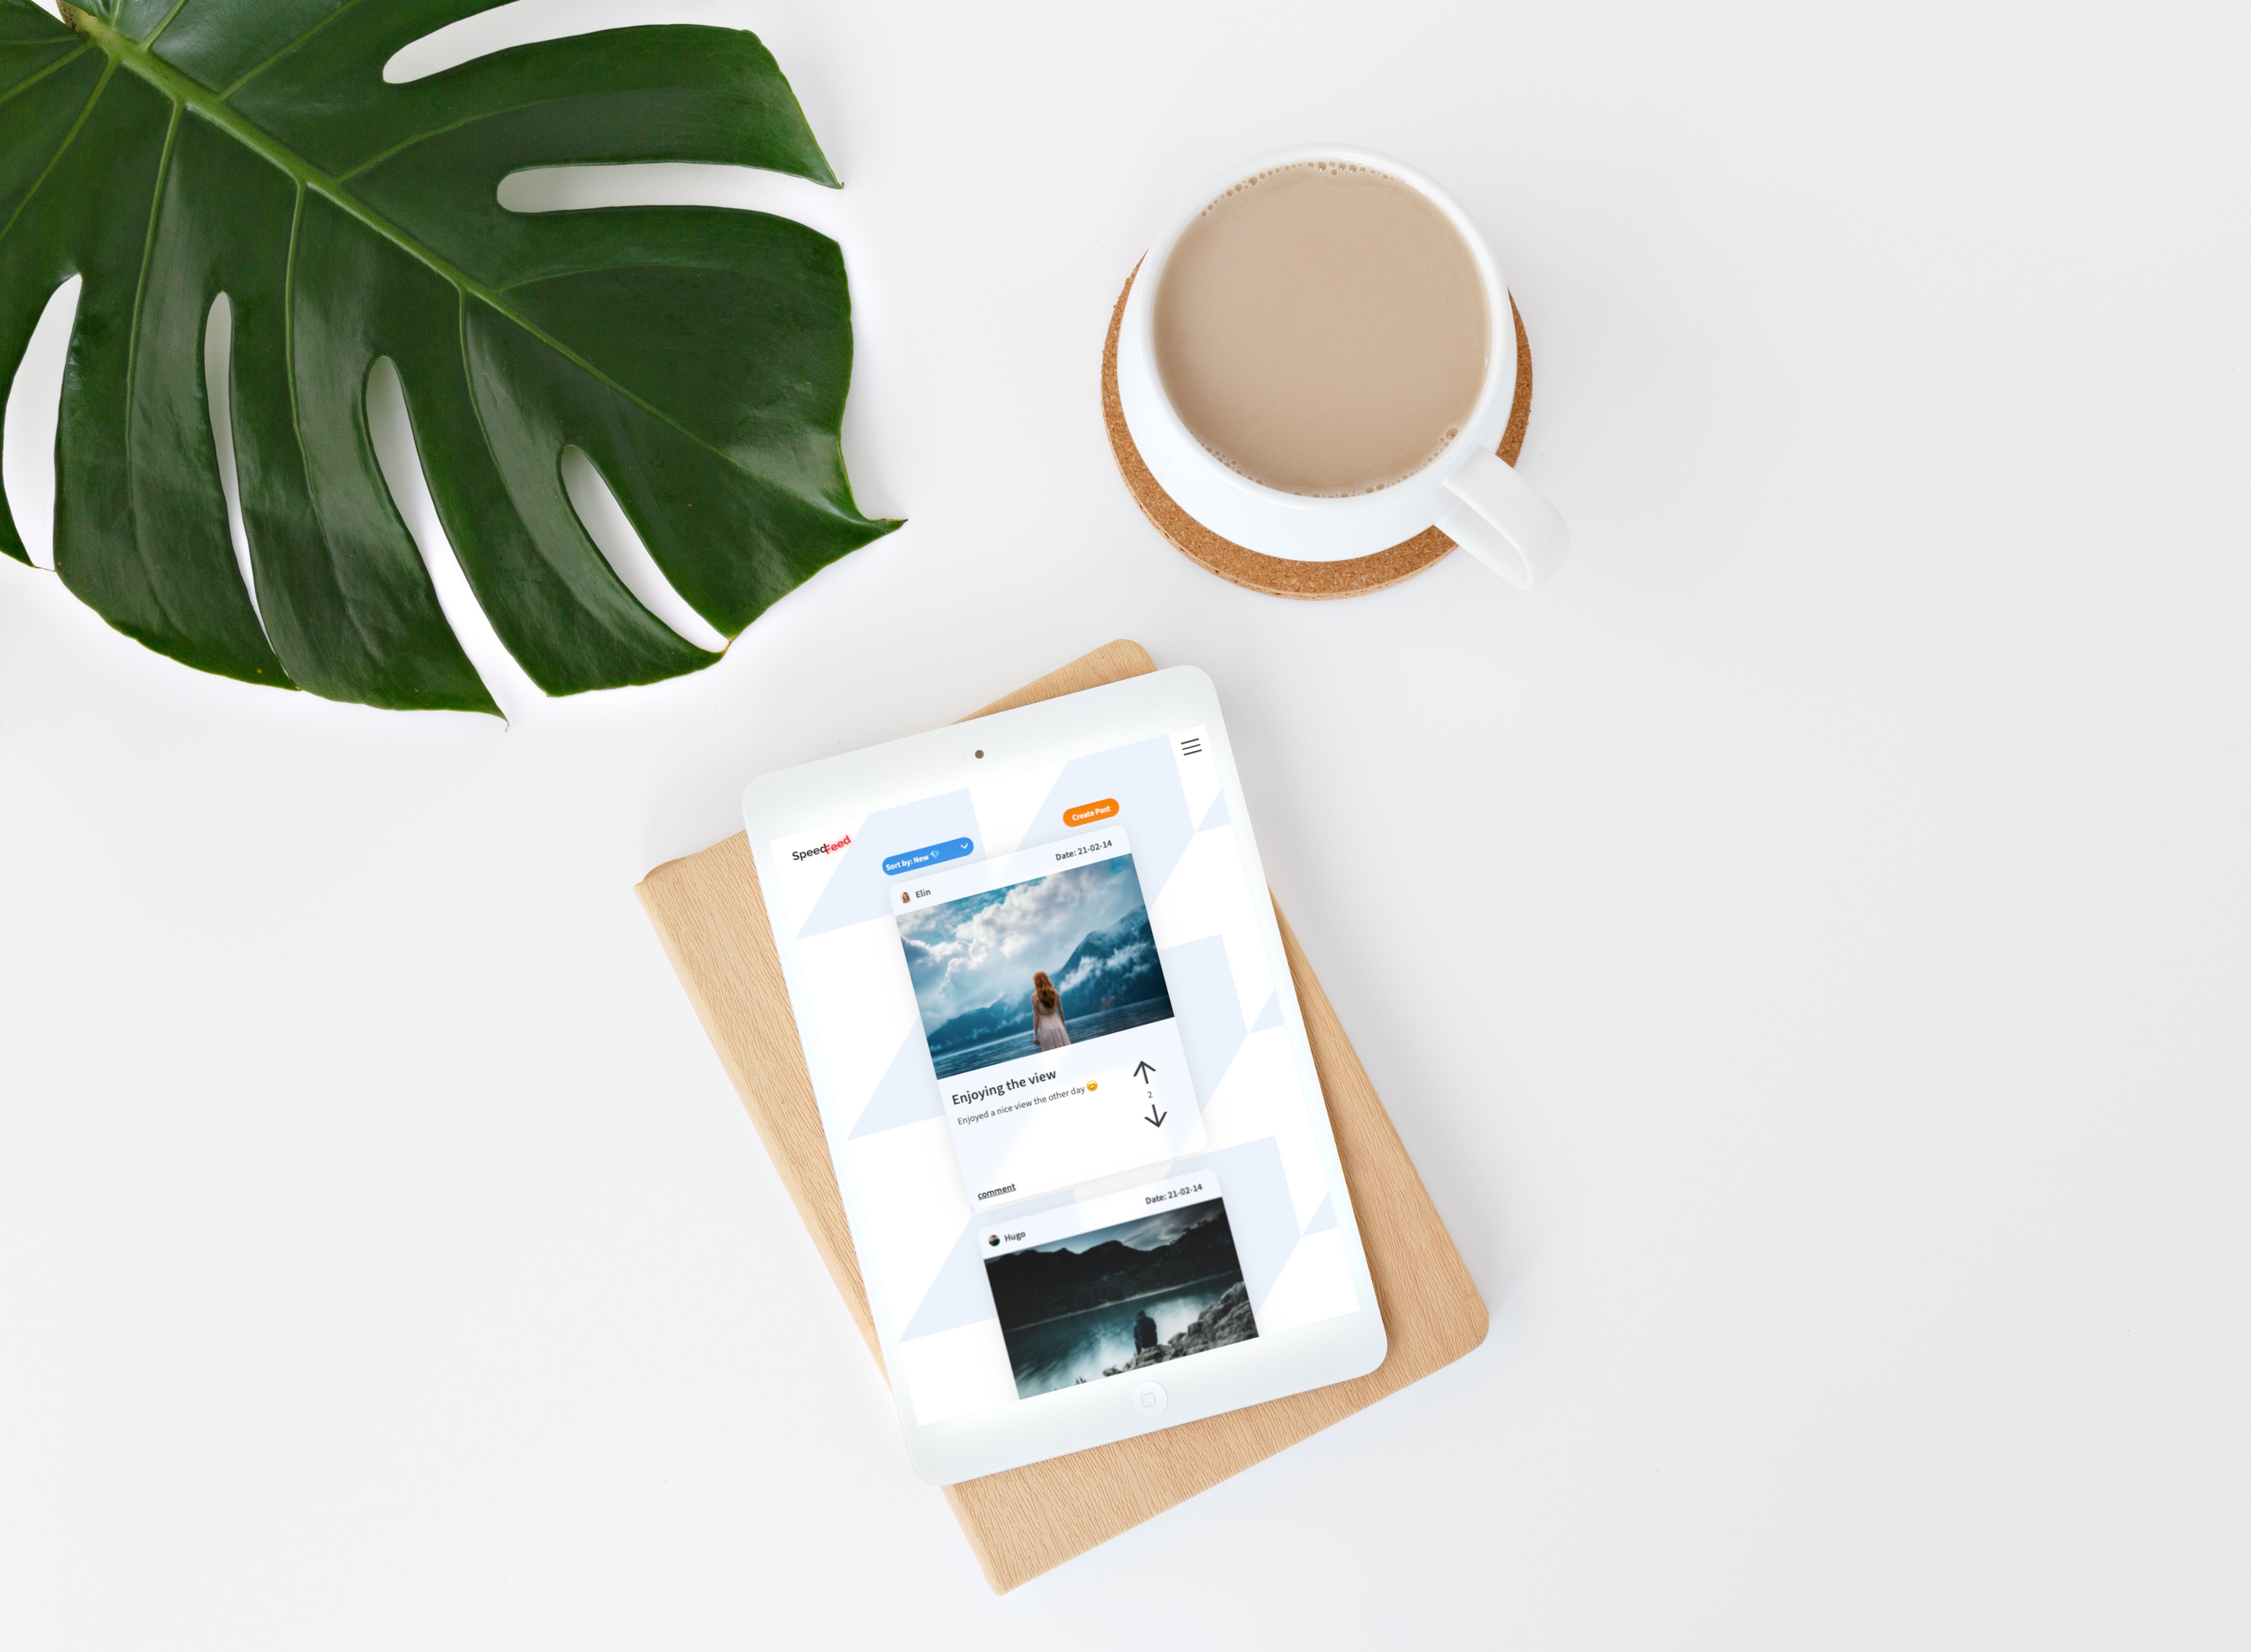 SpeedFeed
Create Post
Sort by: New
Elin
Date: 21-02-14
Enjoying the view
Enjoyed a nice view the other day 😊
2
comment
Hugo
Date: 21-02-14